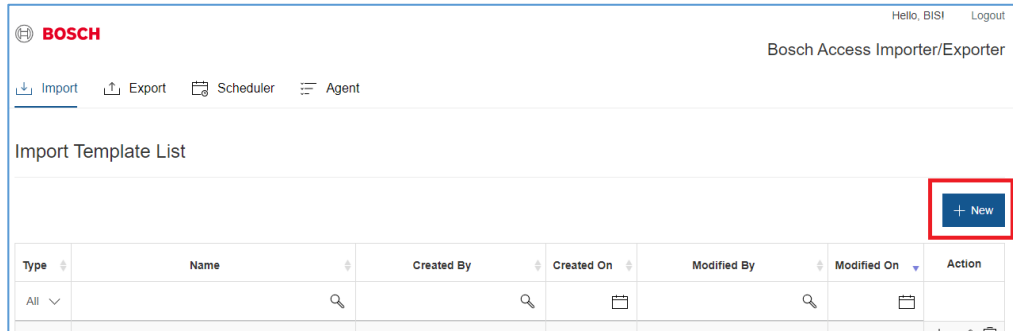 Hello, BIS! Logout
BOSCH
Bosch Access Importer/Exporter
Import Export Scheduler Agent
Import Template List
+ New
Type Name Created By Created On Modified By Modified On Action
All